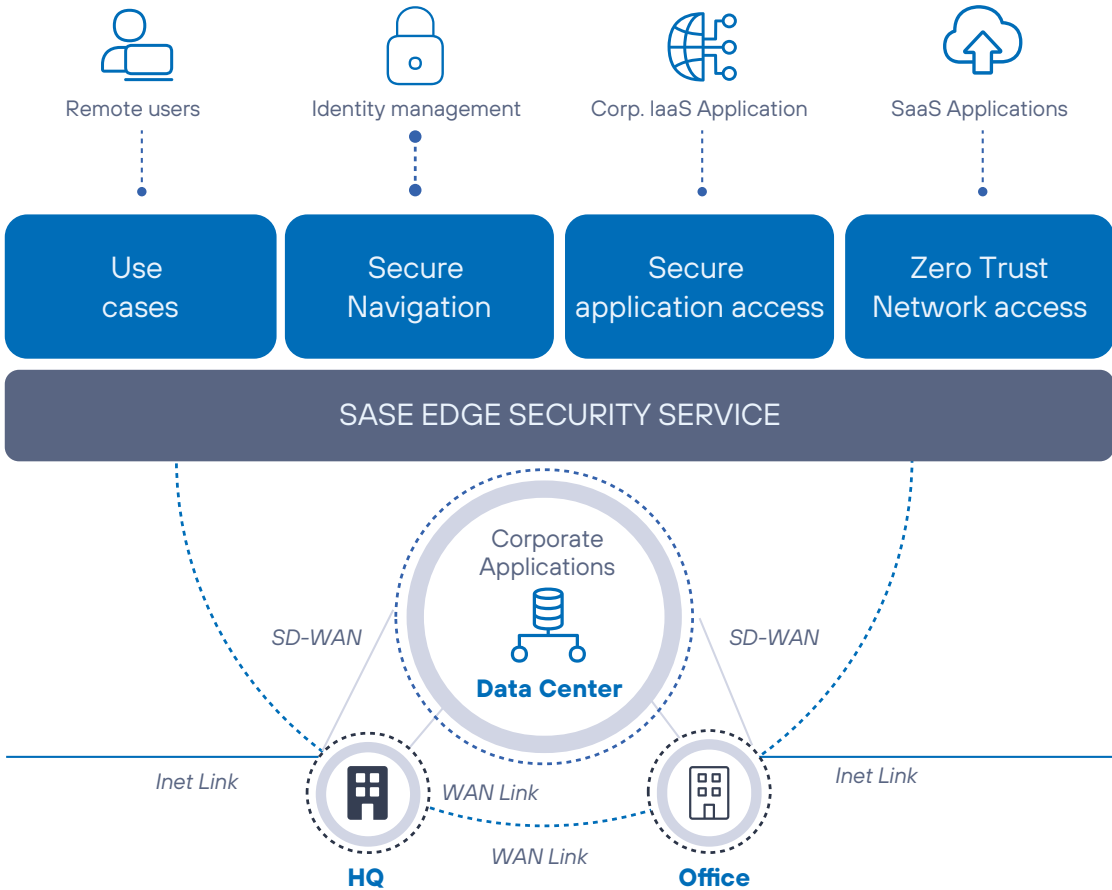 Remote users
Identity management
Corp. IaaS Application
SaaS Applications
Use
cases
Secure
Navigation
Secure
application access
Zero Trust
Network access
SASE EDGE SECURITY SERVICE
Corporate
Applications
SD-WAN
SD-WAN
Data Center
Inet Link
WAN Link
Inet Link
WAN Link
HQ
Office